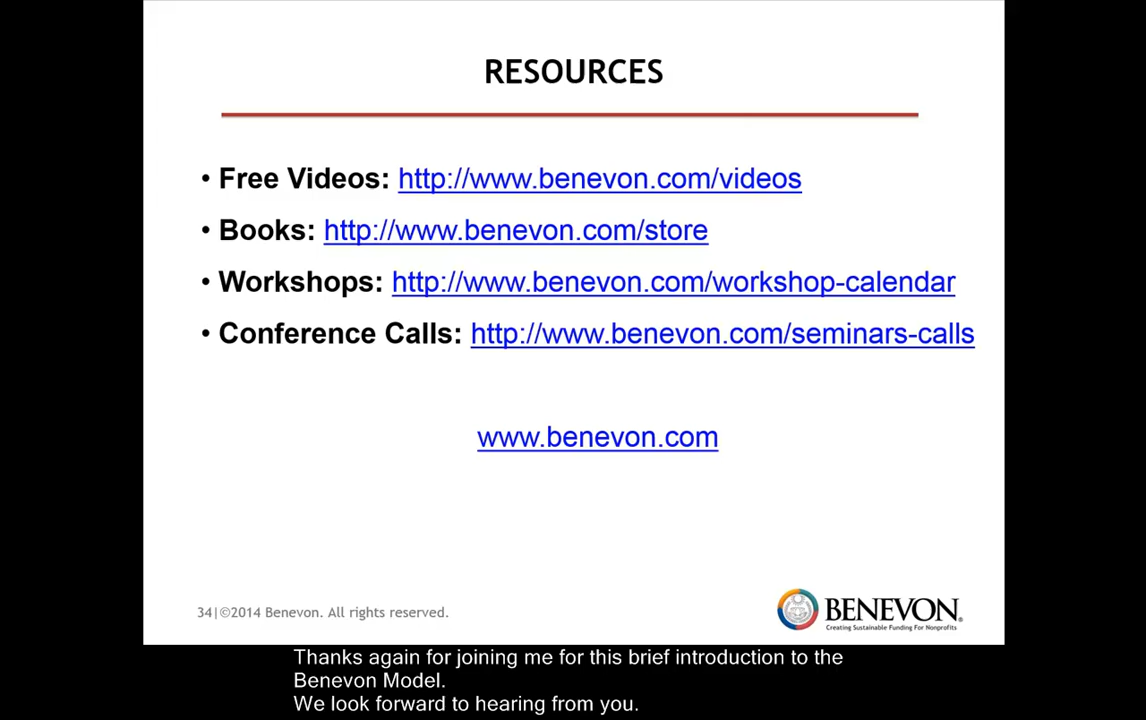 RESOURCES
• Free Videos: http://www.benevon.com/videos
• Books: http://www.benevon.com/store
• Workshops: http://www.benevon.com/workshop-calendar
• Conference Calls: http://www.benevon.com/seminars-calls
www.benevon.com
34|©2014 Benevon. All rights reserved.
BENEVON®
Creating Sustainable Funding For Nonprofits
Thanks again for joining me for this brief introduction to the
Benevon Model.
We look forward to hearing from you.